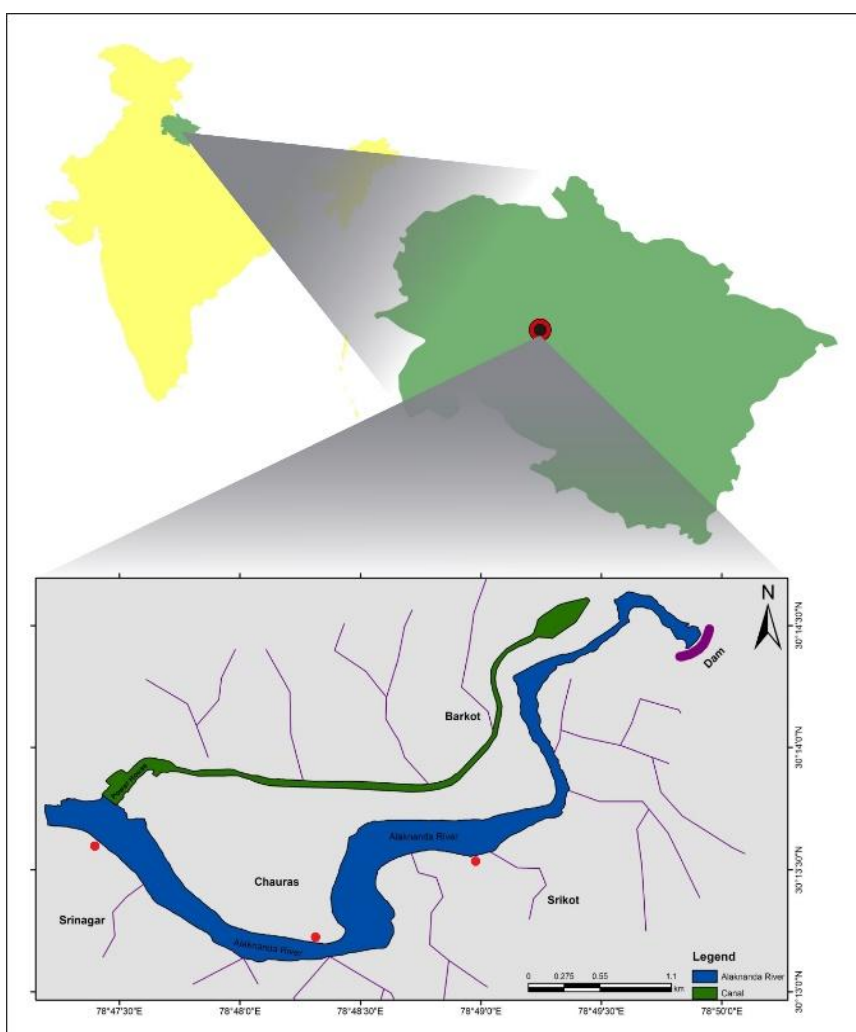 N
Dam
Barkot
Power House
Alaknanda River
Chauras
Srinagar
Srikot
Alaknanda River
Legend
Alaknanda River
Canal
0 0.275 0.55 1.1
km
30°14'30"N
30°14'0"N
30°13'30"N
30°13'0"N
78°47'30"E 78°48'0"E 78°48'30"E 78°49'0"E 78°49'30"E 78°50'0"E